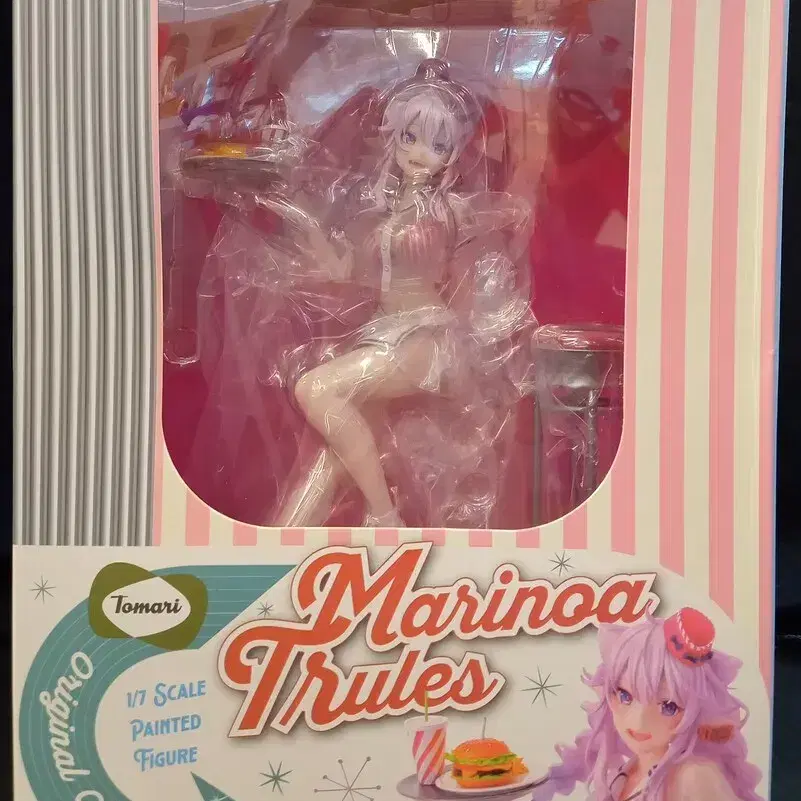 Tomari
Marinoa
Trules
Original
1/7 SCALE
PAINTED
FIGURE